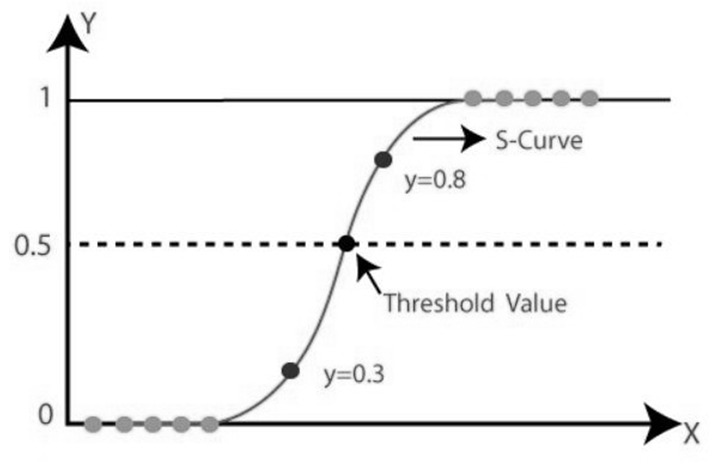 Y
1
S-Curve
y=0.8
0.5
Threshold Value
y=0.3
0
X